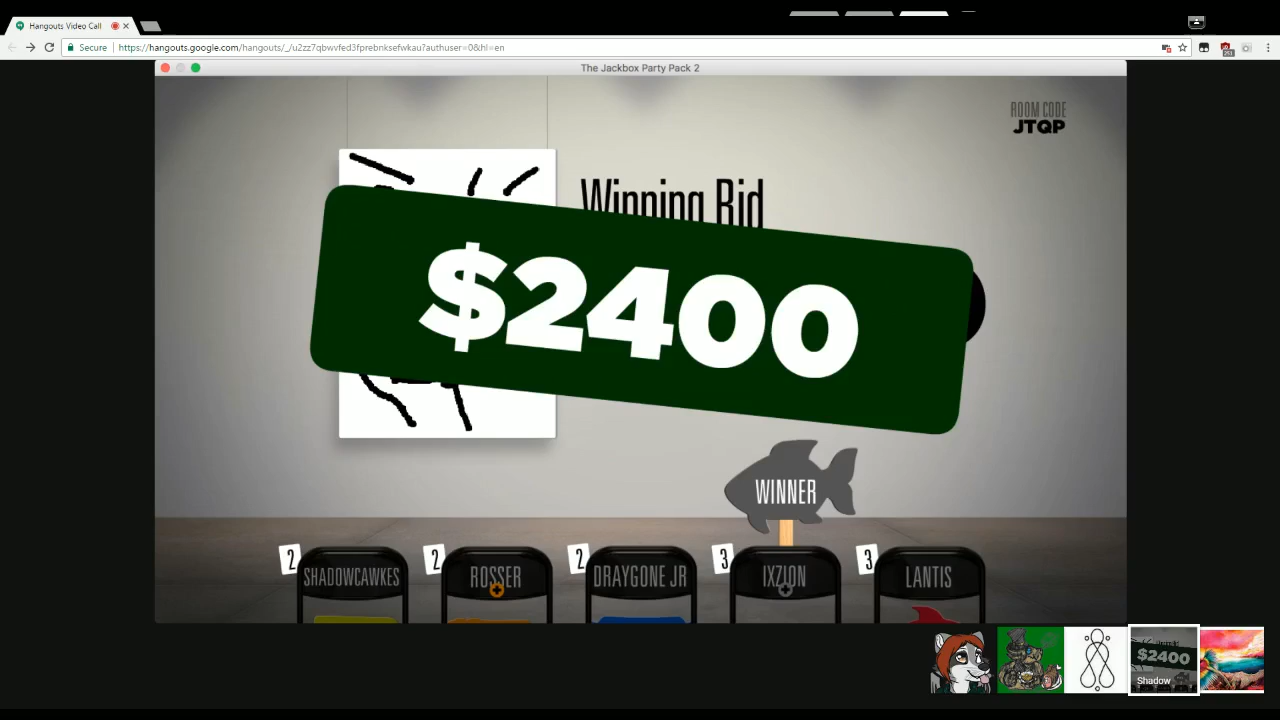 Hangouts Video Call
Secure
https://hangouts.google.com/hangouts/_/u2zz7qbwvfed3fprebnksefwkau?authuser=0&hl=en
The Jackbox Party Pack 2
ROOM CODE
JTQP
Winning Bid
$2400
WINNER
2 SHADOWCAWKES
2 ROSSER
2 DRAYGONE JR
3 IXZION
3 LANTIS
$2400
Shadow